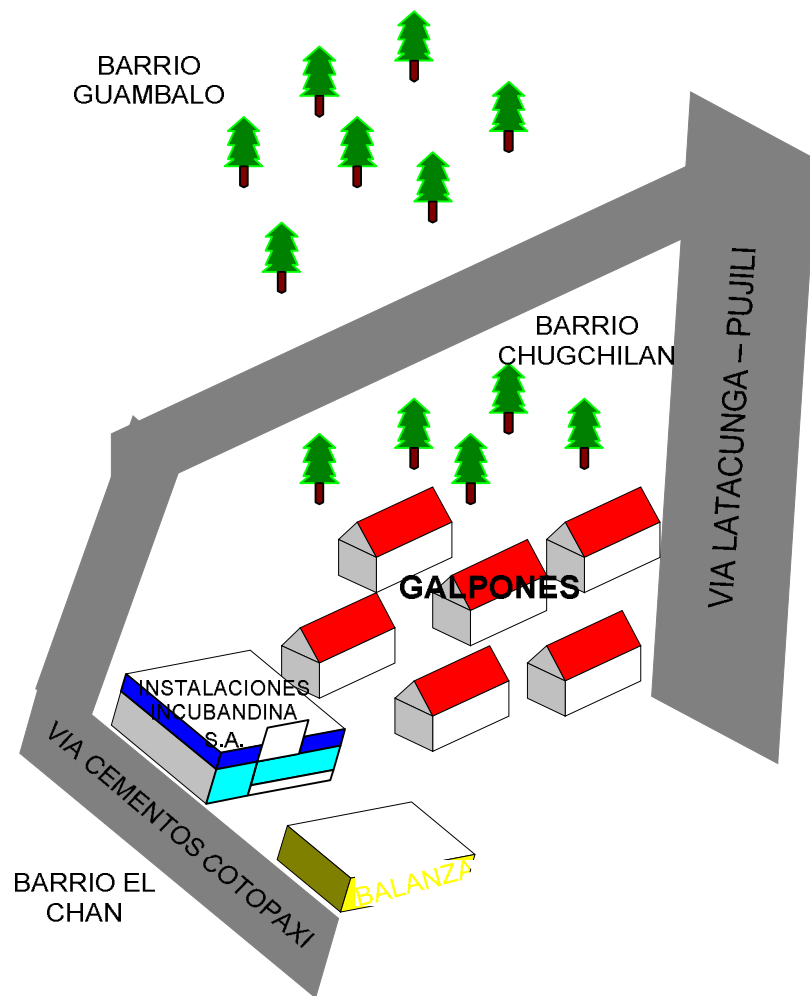 BARRIO
GUAMBALO
BARRIO
CHUGCHILAN
VIA LATACUNGA – PUJILI
GALPONES
INSTALACIONES
INCUBANDINA
S.A.
VIA CEMENTOS COTOPAXI
BALANZA
BARRIO EL
CHAN